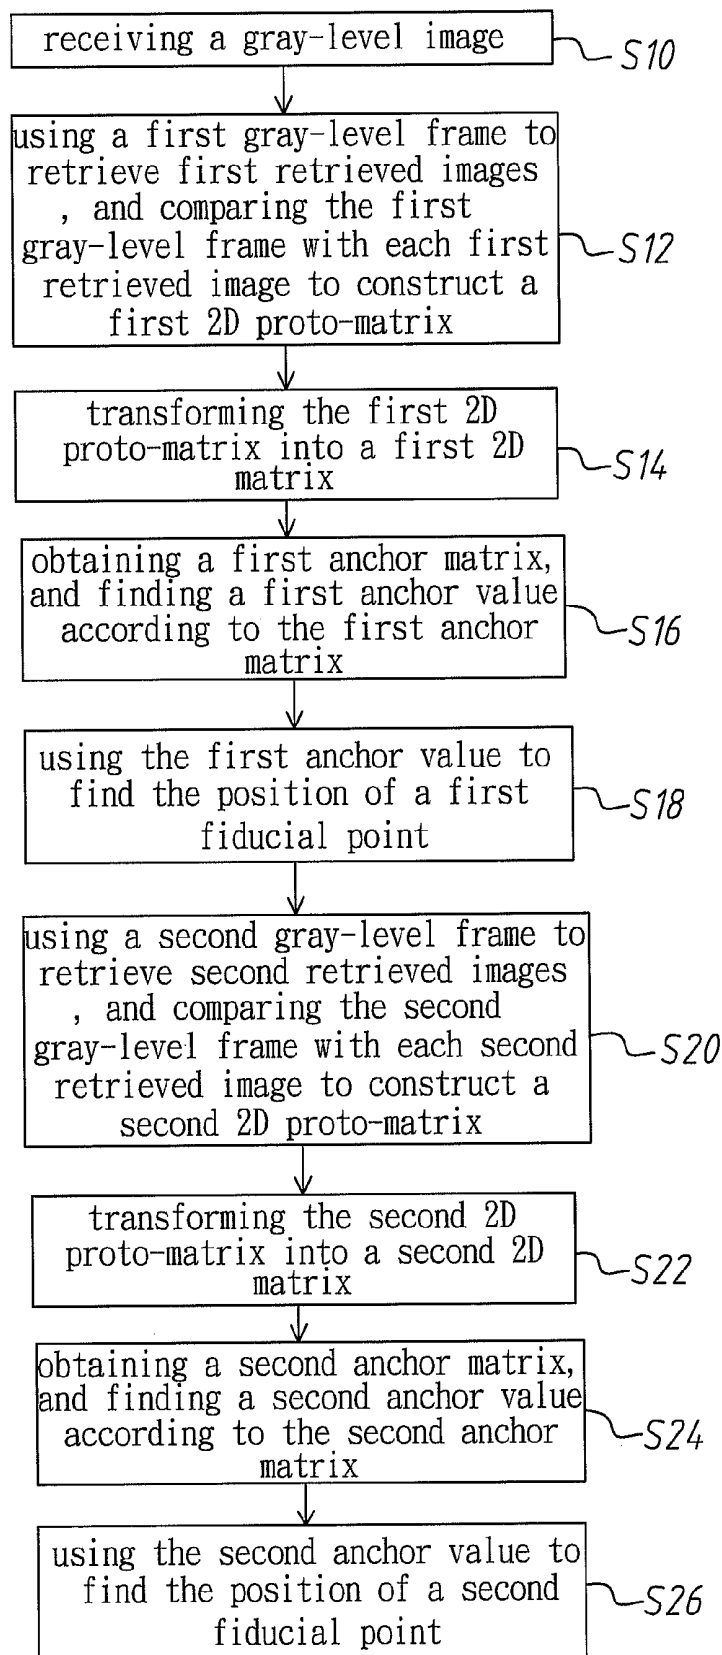 receiving a gray-level image
S10
using a first gray-level frame to
retrieve first retrieved images
, and comparing the first
gray-level frame with each first
retrieved image to construct a
first 2D proto-matrix
S12
transforming the first 2D
proto-matrix into a first 2D
matrix
S14
obtaining a first anchor matrix,
and finding a first anchor value
according to the first anchor
matrix
S16
using the first anchor value to
find the position of a first
fiducial point
S18
using a second gray-level frame to
retrieve second retrieved images
, and comparing the second
gray-level frame with each second
retrieved image to construct a
second 2D proto-matrix
S20
transforming the second 2D
proto-matrix into a second 2D
matrix
S22
obtaining a second anchor matrix,
and finding a second anchor value
according to the second anchor
matrix
S24
using the second anchor value to
find the position of a second
fiducial point
S26